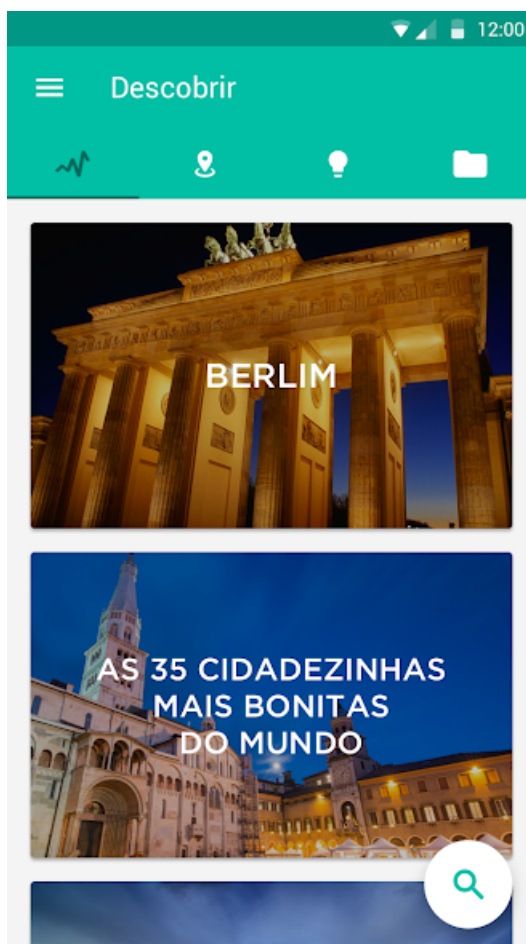 12:00
Descobrir
BERLIM
AS 35 CIDADEZINHAS
MAIS BONITAS
DO MUNDO